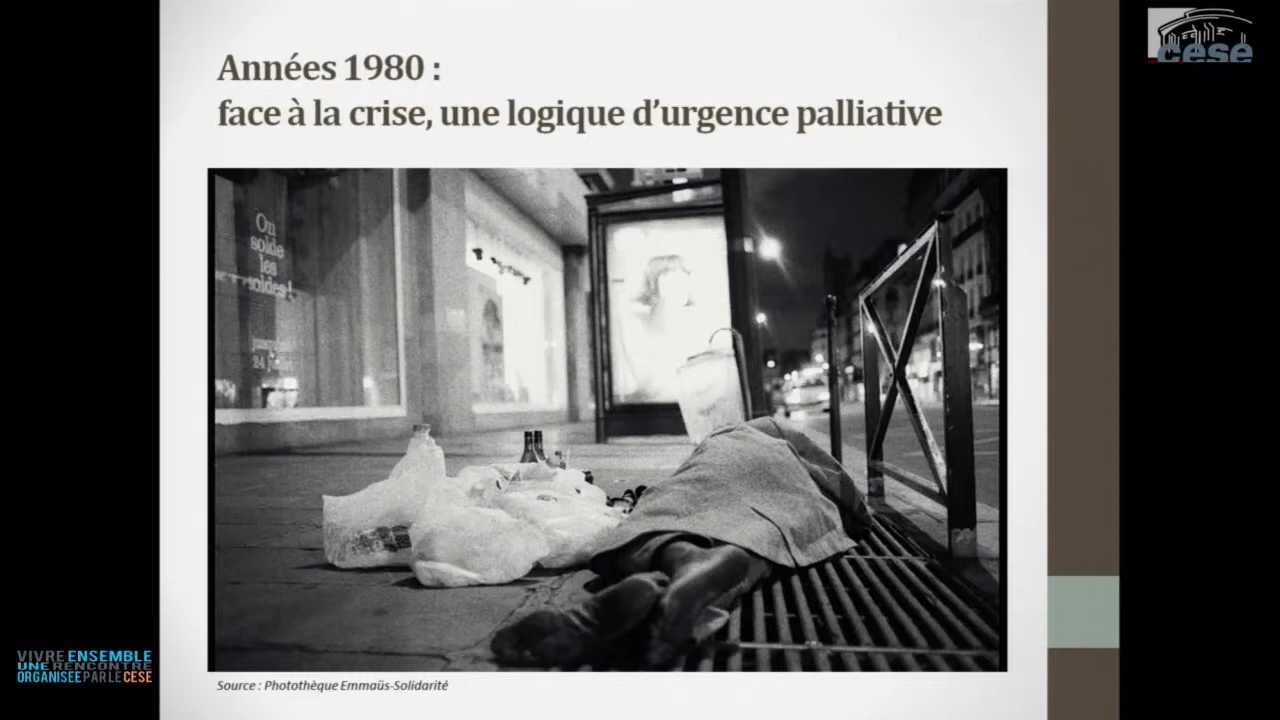 Années 1980 :
face à la crise, une logique d’urgence palliative
cese
On
solde
les
soldes !
24
Source : Photothèque Emmaüs-Solidarité
VIVRE ENSEMBLE
UNE RENCONTRE
ORGANISEE PAR LE CESE